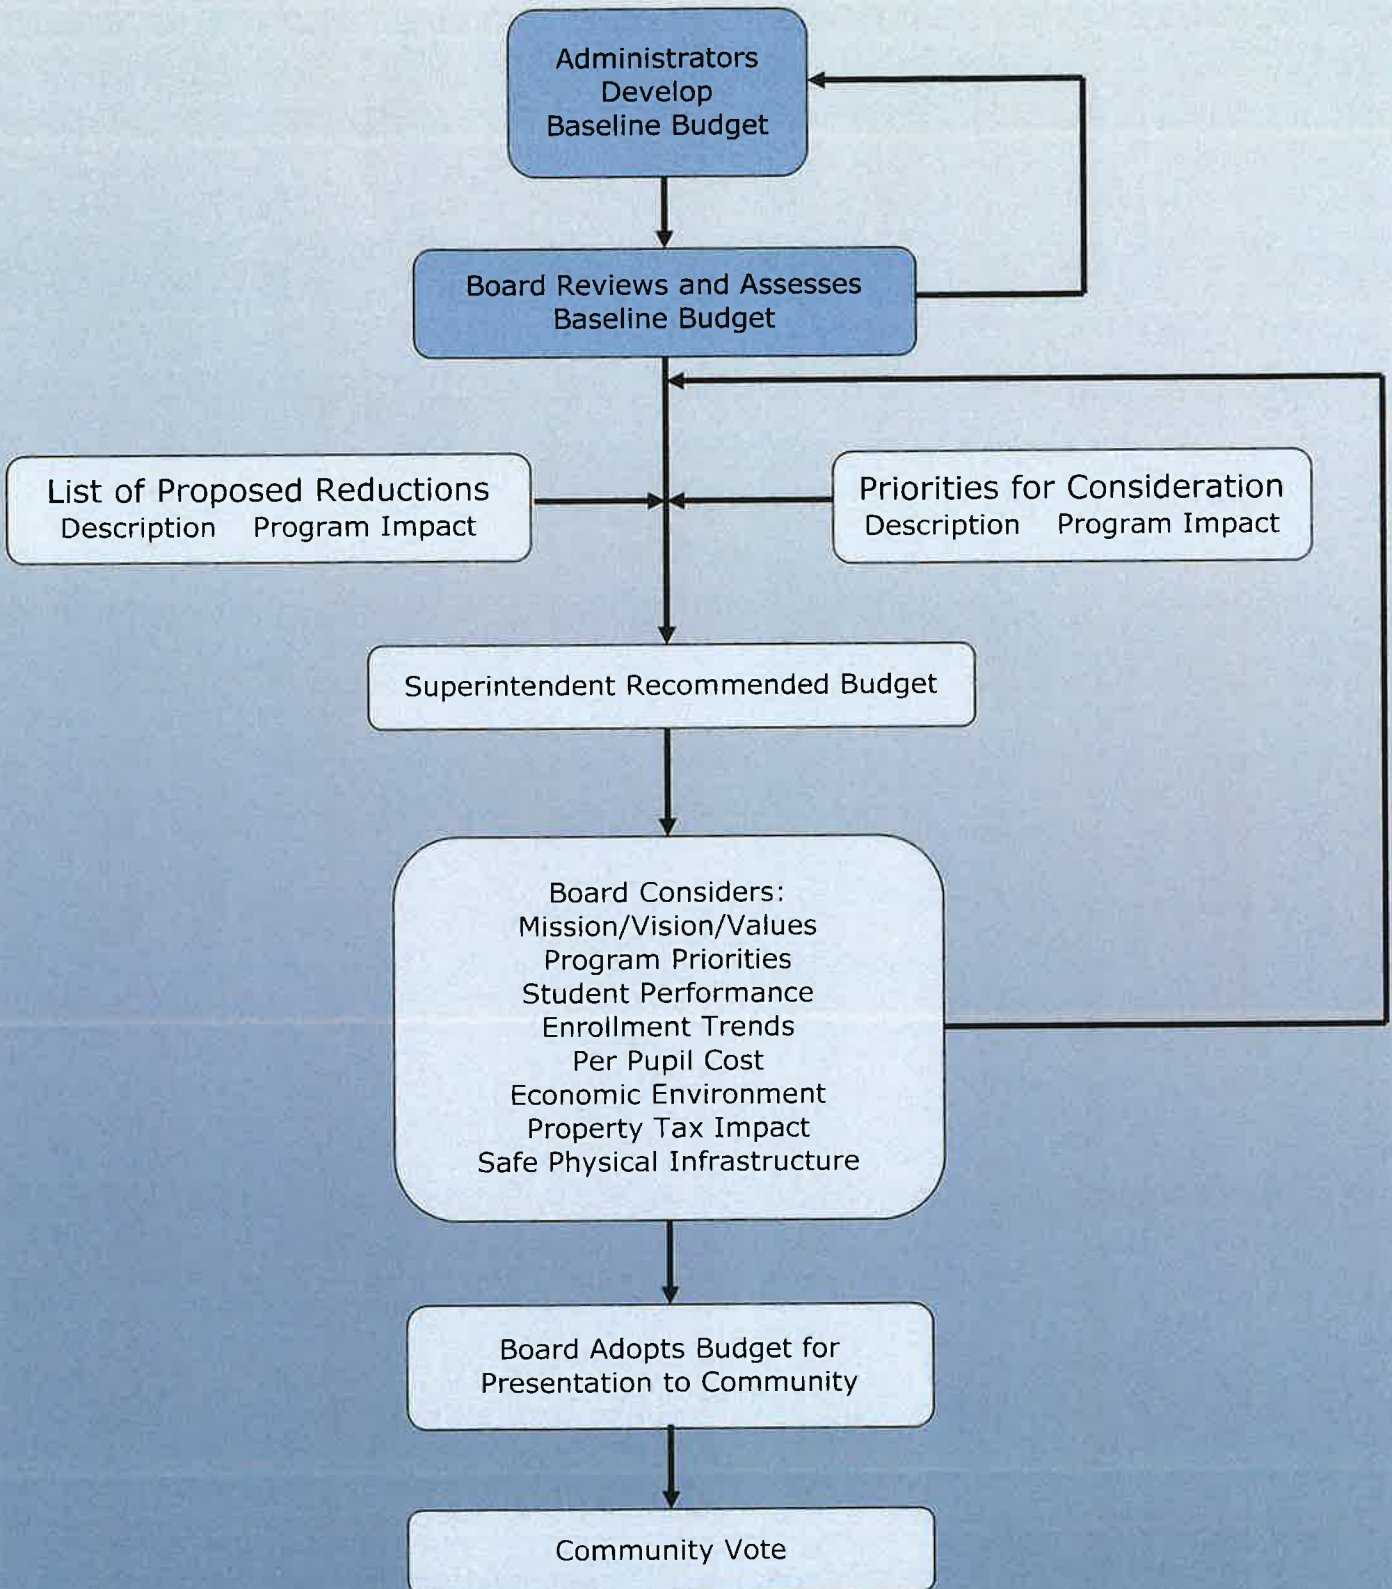 Administrators
Develop
Baseline Budget
Board Reviews and Assesses
Baseline Budget
List of Proposed Reductions
Description Program Impact
Priorities for Consideration
Description Program Impact
Superintendent Recommended Budget
Board Considers:
Mission/Vision/Values
Program Priorities
Student Performance
Enrollment Trends
Per Pupil Cost
Economic Environment
Property Tax Impact
Safe Physical Infrastructure
Board Adopts Budget for
Presentation to Community
Community Vote